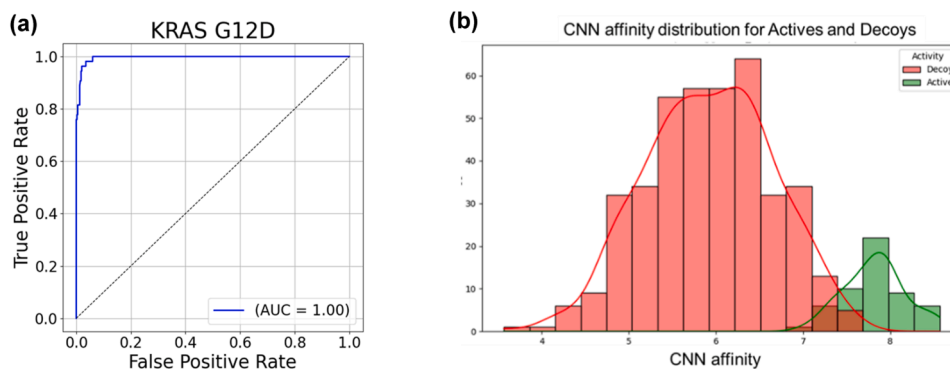 (a)
KRAS G12D
True Positive Rate
1.0
0.8
0.6
0.4
0.2
0.0
0.0 0.2 0.4 0.6 0.8 1.0
False Positive Rate
(AUC = 1.00)
(b)
CNN affinity distribution for Actives and Decoys
Activity
Decoy
Active
60
50
40
30
20
10
0
4 5 6 7 8
CNN affinity